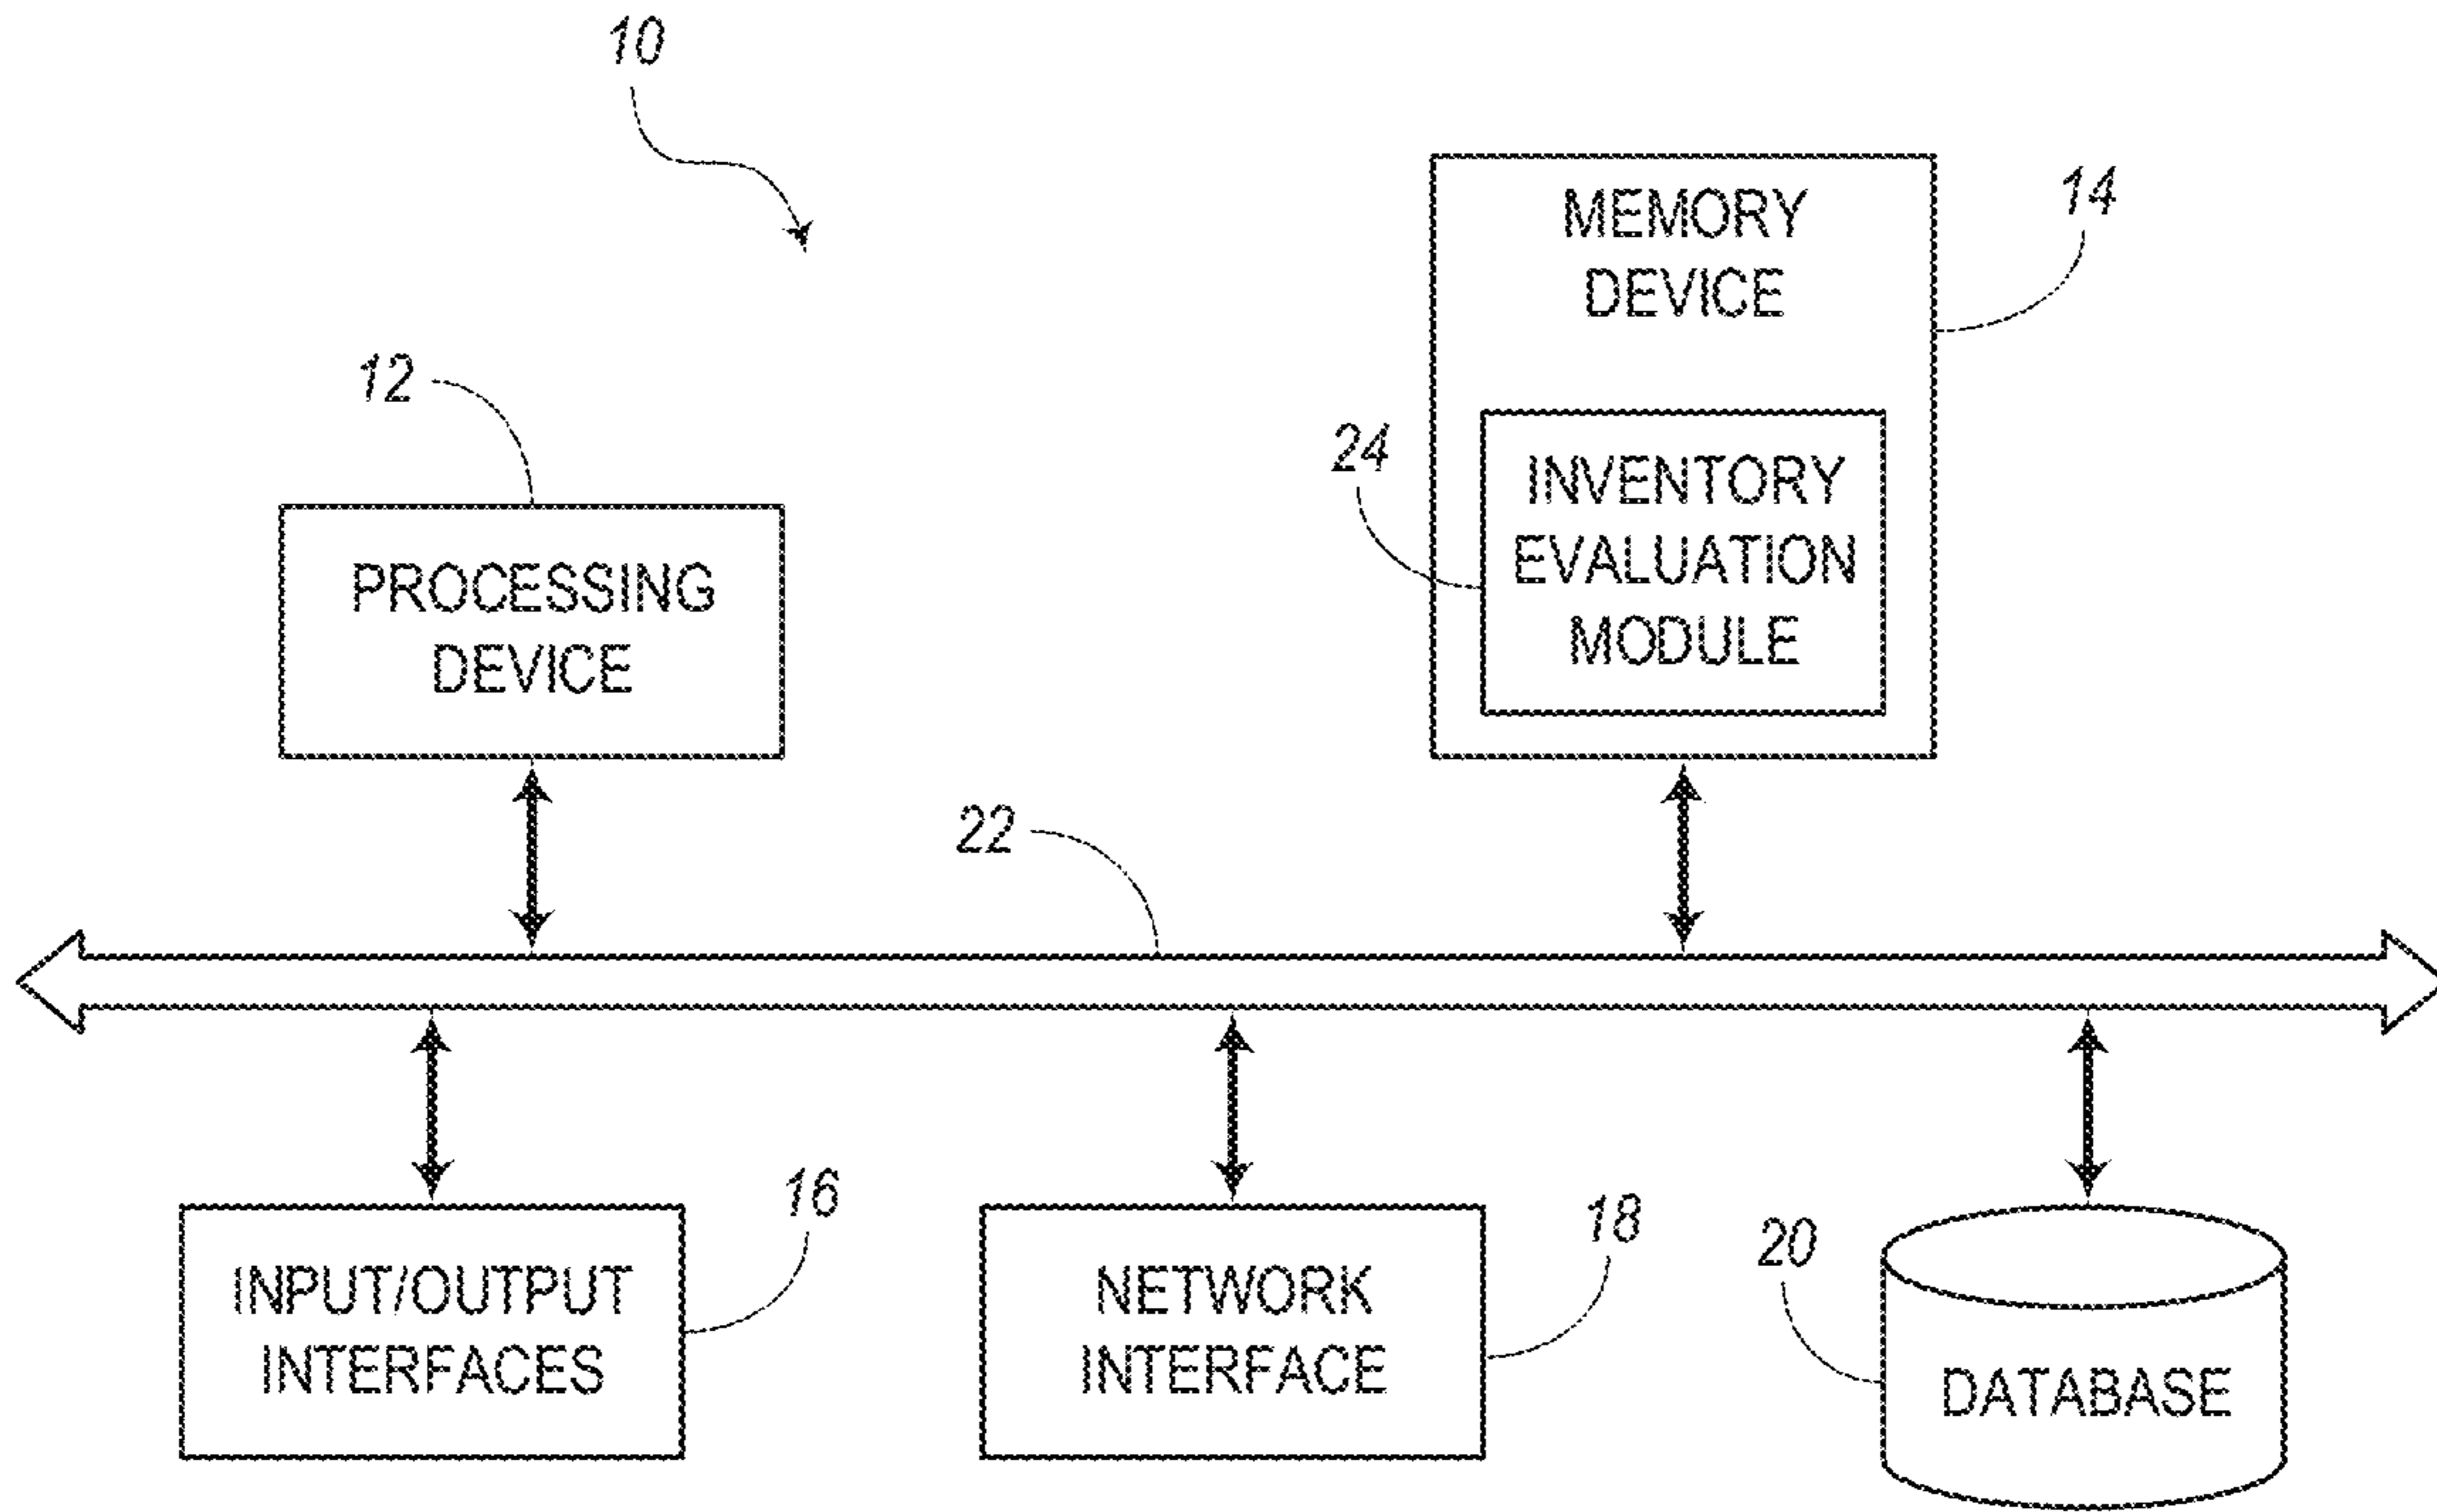 10
MEMORY
DEVICE
14
12
24
INVENTORY
EVALUATION
MODULE
PROCESSING
DEVICE
22
16
INPUT/OUTPUT
INTERFACES
18
NETWORK
INTERFACE
20
DATABASE